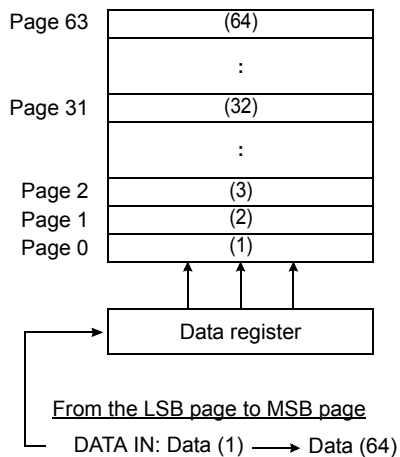 Page 63 (64)
:
Page 31 (32)
:
Page 2 (3)
Page 1 (2)
Page 0 (1)
Data register
From the LSB page to MSB page
DATA IN: Data (1) Data (64)